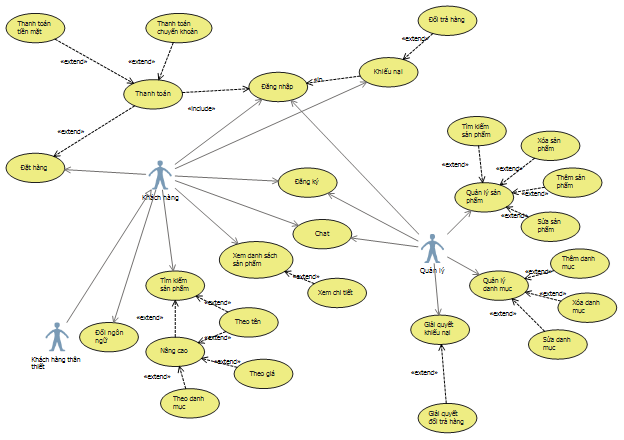 Thanh toán
tiền mặt
Thanh toán
chuyển khoản
Đổi trả hàng
«extend»
«extend»
«extend»
Thanh toán
Đăng nhập
Khiếu nại
«include»
«extend»
Tìm kiếm
sản phẩm
Xóa sản
phẩm
«extend»
«extend»
Đặt hàng
Khách hàng
Đăng ký
Quản lý sản
phẩm
Thêm sản
phẩm
«extend»
«extend»
Sửa sản
phẩm
Chat
Quản lý
Xem danh sách
sản phẩm
«extend»
Xem chi tiết
Tìm kiếm
sản phẩm
Quản lý
danh mục
Thêm danh
mục
«extend»
«extend»
Xóa danh
mục
«extend»
Sửa danh
mục
Khách hàng thân
thiết
Đổi ngôn
ngữ
«extend»
«extend»
Theo tên
«extend»
Nâng cao
«extend»
Theo giá
«extend»
Theo danh
mục
Giải quyết
khiếu nại
«extend»
Giải quyết
đổi trả hàng